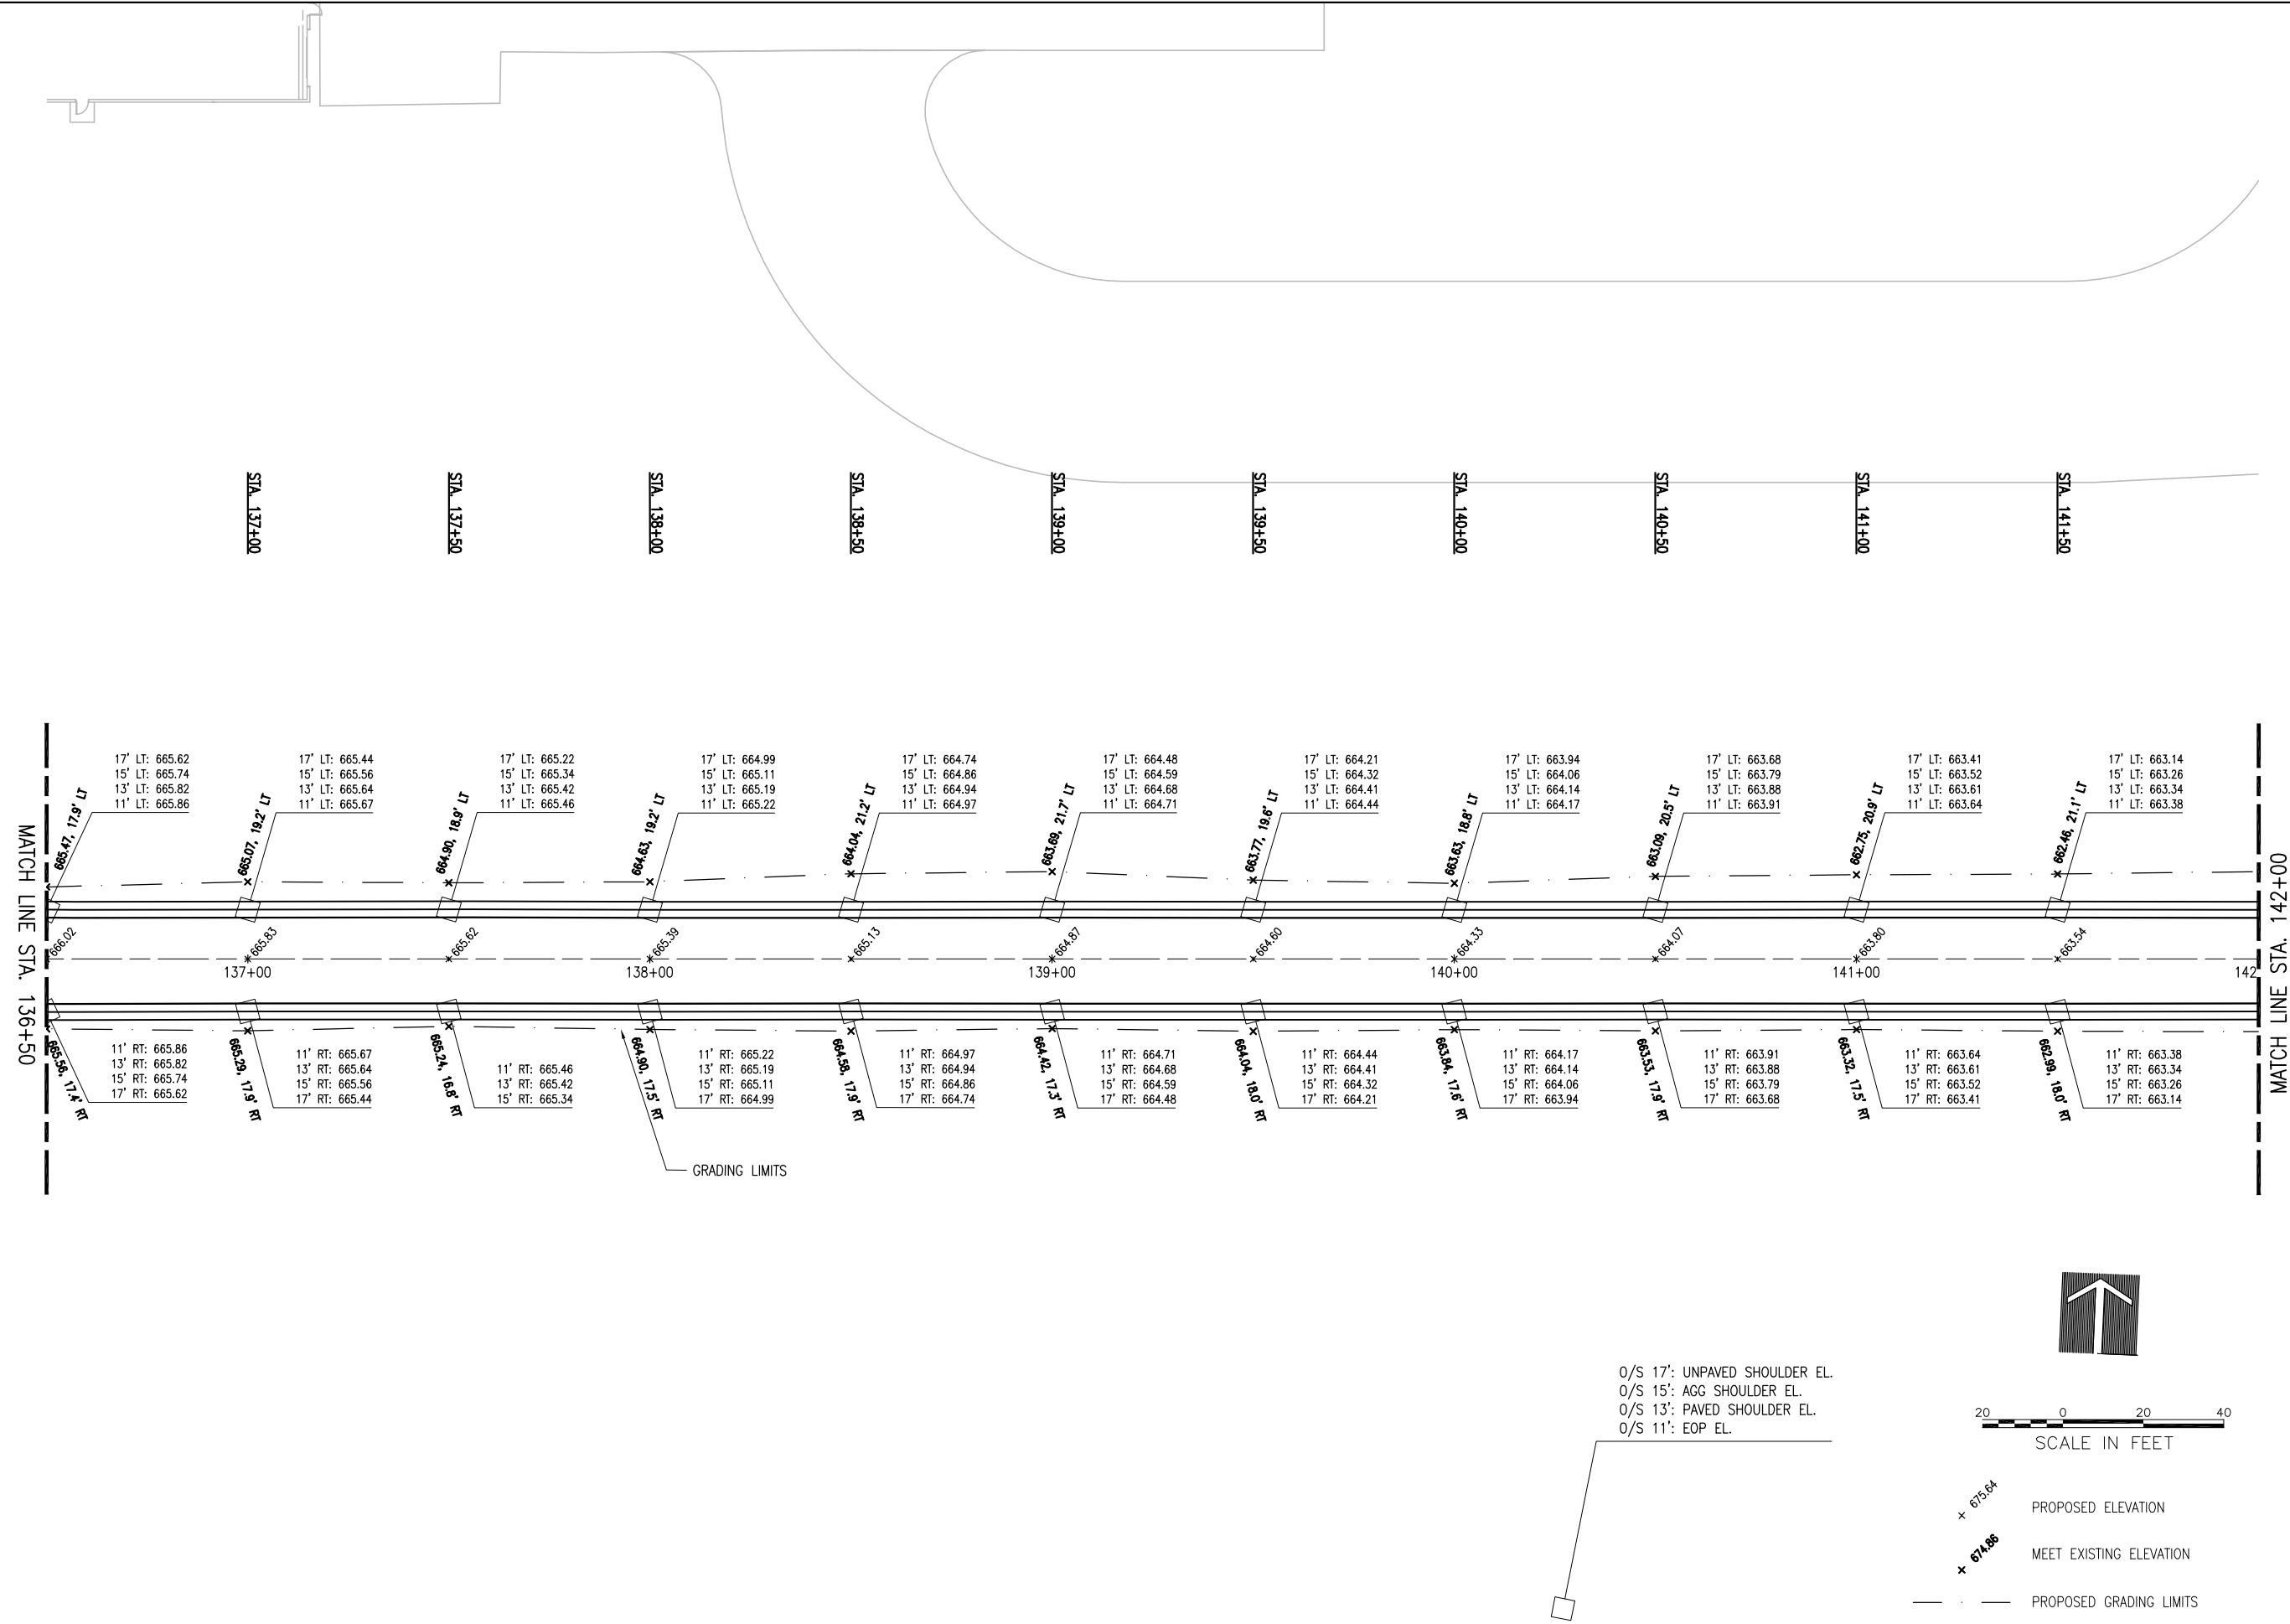 STA. 137+00
STA. 137+50
STA. 138+00
STA. 138+50
STA. 139+00
STA. 139+50
STA. 140+00
STA. 140+50
STA. 141+00
STA. 141+50
MATCH LINE STA. 136+50
17' LT: 665.62
15' LT: 665.74
13' LT: 665.82
11' LT: 665.86
665.47, 17.9' LT
17' LT: 665.44
15' LT: 665.56
13' LT: 665.64
11' LT: 665.67
665.07, 19.2' LT
17' LT: 665.22
15' LT: 665.34
13' LT: 665.42
11' LT: 665.46
664.90, 18.9' LT
17' LT: 664.99
15' LT: 665.11
13' LT: 665.19
11' LT: 665.22
664.63, 19.2' LT
17' LT: 664.74
15' LT: 664.86
13' LT: 664.94
11' LT: 664.97
664.04, 21.2' LT
17' LT: 664.48
15' LT: 664.59
13' LT: 664.68
11' LT: 664.71
663.69, 21.7' LT
17' LT: 664.21
15' LT: 664.32
13' LT: 664.41
11' LT: 664.44
663.77, 19.6' LT
17' LT: 663.94
15' LT: 664.06
13' LT: 664.14
11' LT: 664.17
663.63, 18.8' LT
17' LT: 663.68
15' LT: 663.79
13' LT: 663.88
11' LT: 663.91
663.09, 20.5' LT
17' LT: 663.41
15' LT: 663.52
13' LT: 663.61
11' LT: 663.64
662.75, 20.9' LT
17' LT: 663.14
15' LT: 663.26
13' LT: 663.34
11' LT: 663.38
662.46, 21.1' LT
MATCH LINE STA. 142+00
666.02
665.83
665.62
665.39
665.13
664.87
664.60
664.33
664.07
663.80
663.54
137+00
138+00
139+00
140+00
141+00
142
665.56, 17.4' RT
11' RT: 665.86
13' RT: 665.82
15' RT: 665.74
17' RT: 665.62
665.29, 17.9' RT
11' RT: 665.67
13' RT: 665.64
15' RT: 665.56
17' RT: 665.44
665.24, 16.8' RT
11' RT: 665.46
13' RT: 665.42
15' RT: 665.34
664.90, 17.5' RT
11' RT: 665.22
13' RT: 665.19
15' RT: 665.11
17' RT: 664.99
664.58, 17.9' RT
11' RT: 664.97
13' RT: 664.94
15' RT: 664.86
17' RT: 664.74
664.42, 17.3' RT
11' RT: 664.71
13' RT: 664.68
15' RT: 664.59
17' RT: 664.48
664.04, 18.0' RT
11' RT: 664.44
13' RT: 664.41
15' RT: 664.32
17' RT: 664.21
663.84, 17.6' RT
11' RT: 664.17
13' RT: 664.14
15' RT: 664.06
17' RT: 663.94
663.53, 17.9' RT
11' RT: 663.91
13' RT: 663.88
15' RT: 663.79
17' RT: 663.68
663.32, 17.5' RT
11' RT: 663.64
13' RT: 663.61
15' RT: 663.52
17' RT: 663.41
662.99, 18.0' RT
11' RT: 663.38
13' RT: 663.34
15' RT: 663.26
17' RT: 663.14
GRADING LIMITS
O/S 17': UNPAVED SHOULDER EL.
O/S 15': AGG SHOULDER EL.
O/S 13': PAVED SHOULDER EL.
O/S 11': EOP EL.
20 0 20 40
SCALE IN FEET
675.64 PROPOSED ELEVATION
674.86 MEET EXISTING ELEVATION
PROPOSED GRADING LIMITS